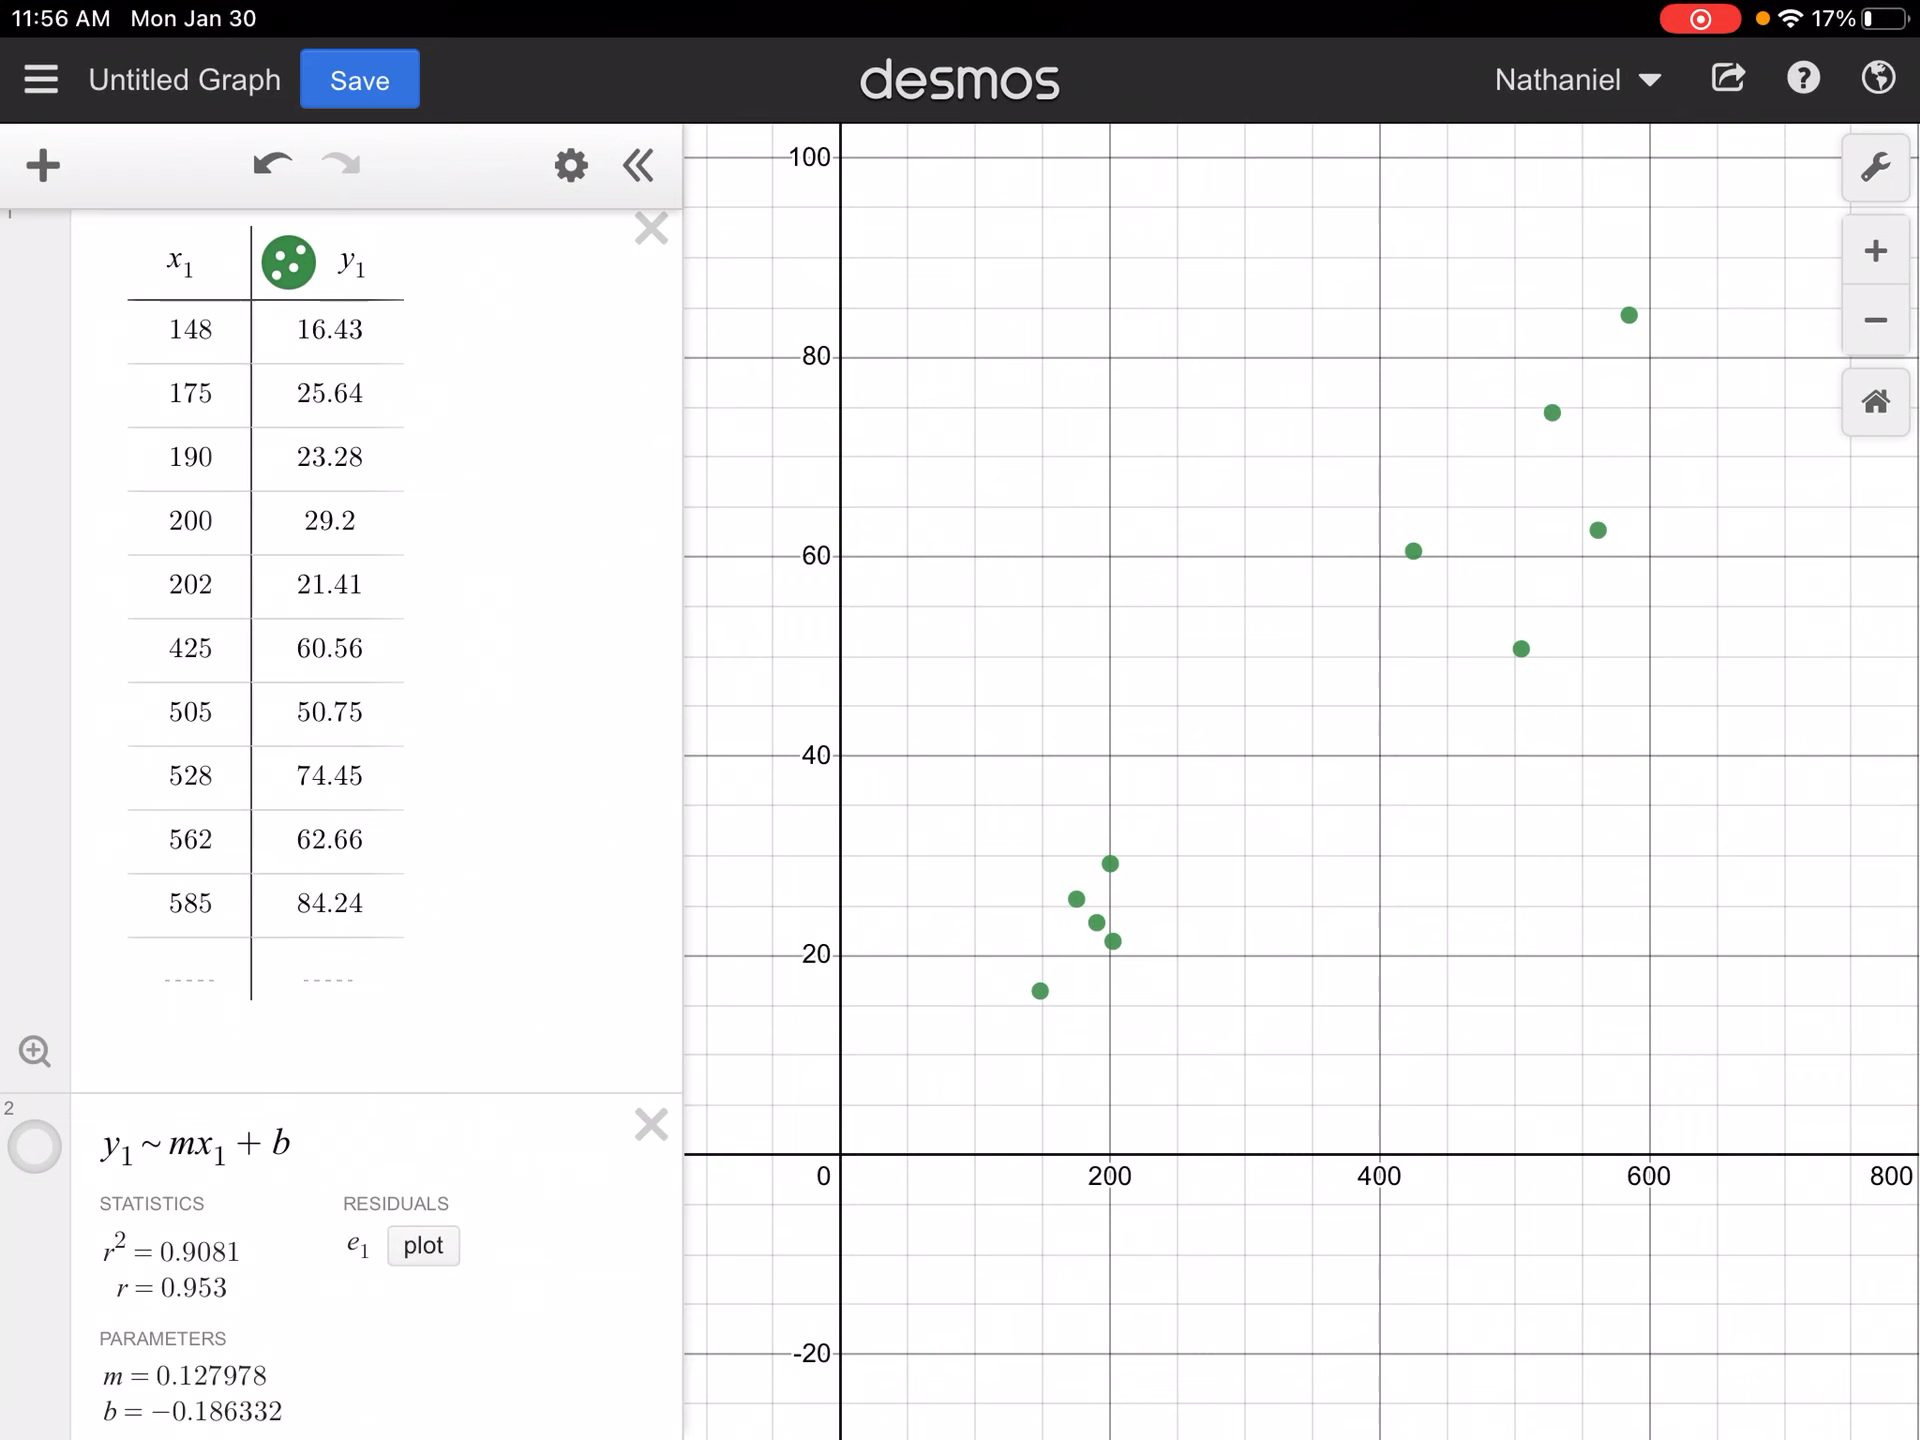 11:56 AM Mon Jan 30 17%
Untitled Graph Save desmos Nathaniel
1
x₁ y₁
148 16.43
175 25.64
190 23.28
200 29.2
202 21.41
425 60.56
505 50.75
528 74.45
562 62.66
585 84.24
2
y₁ ~ mx₁ + b
STATISTICS RESIDUALS
r² = 0.9081 e₁ plot
r = 0.953
PARAMETERS
m = 0.127978
b = −0.186332
100
80
60
40
20
0 200 400 600 800
-20